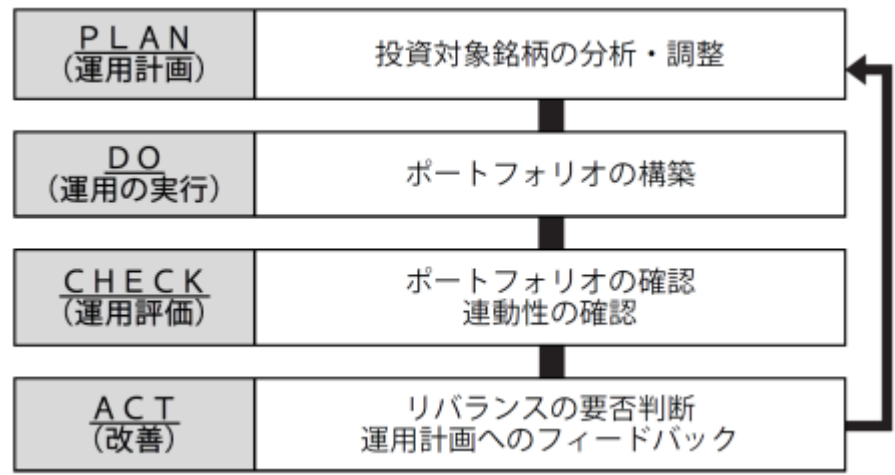 PLAN
(運用計画)
投資対象銘柄の分析・調整
DO
(運用の実行)
ポートフォリオの構築
CHECK
(運用評価)
ポートフォリオの確認
連動性の確認
ACT
(改善)
リバランスの要否判断
運用計画へのフィードバック